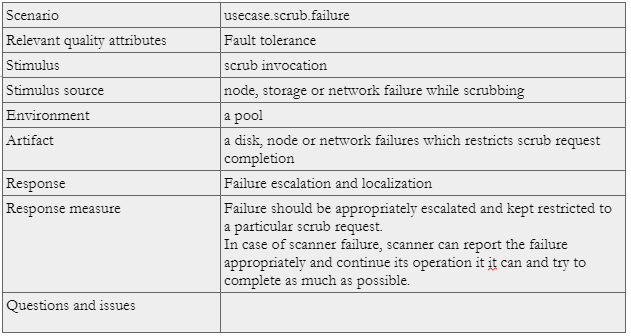 Scenario usecase.scrub.failure
Relevant quality attributes Fault tolerance
Stimulus scrub invocation
Stimulus source node, storage or network failure while scrubbing
Environment a pool
Artifact a disk, node or network failures which restricts scrub request
completion
Response Failure escalation and localization
Response measure Failure should be appropriately escalated and kept restricted to
a particular scrub request.
In case of scanner failure, scanner can report the failure
appropriately and continue its operation it it can and try to
complete as much as possible.
Questions and issues